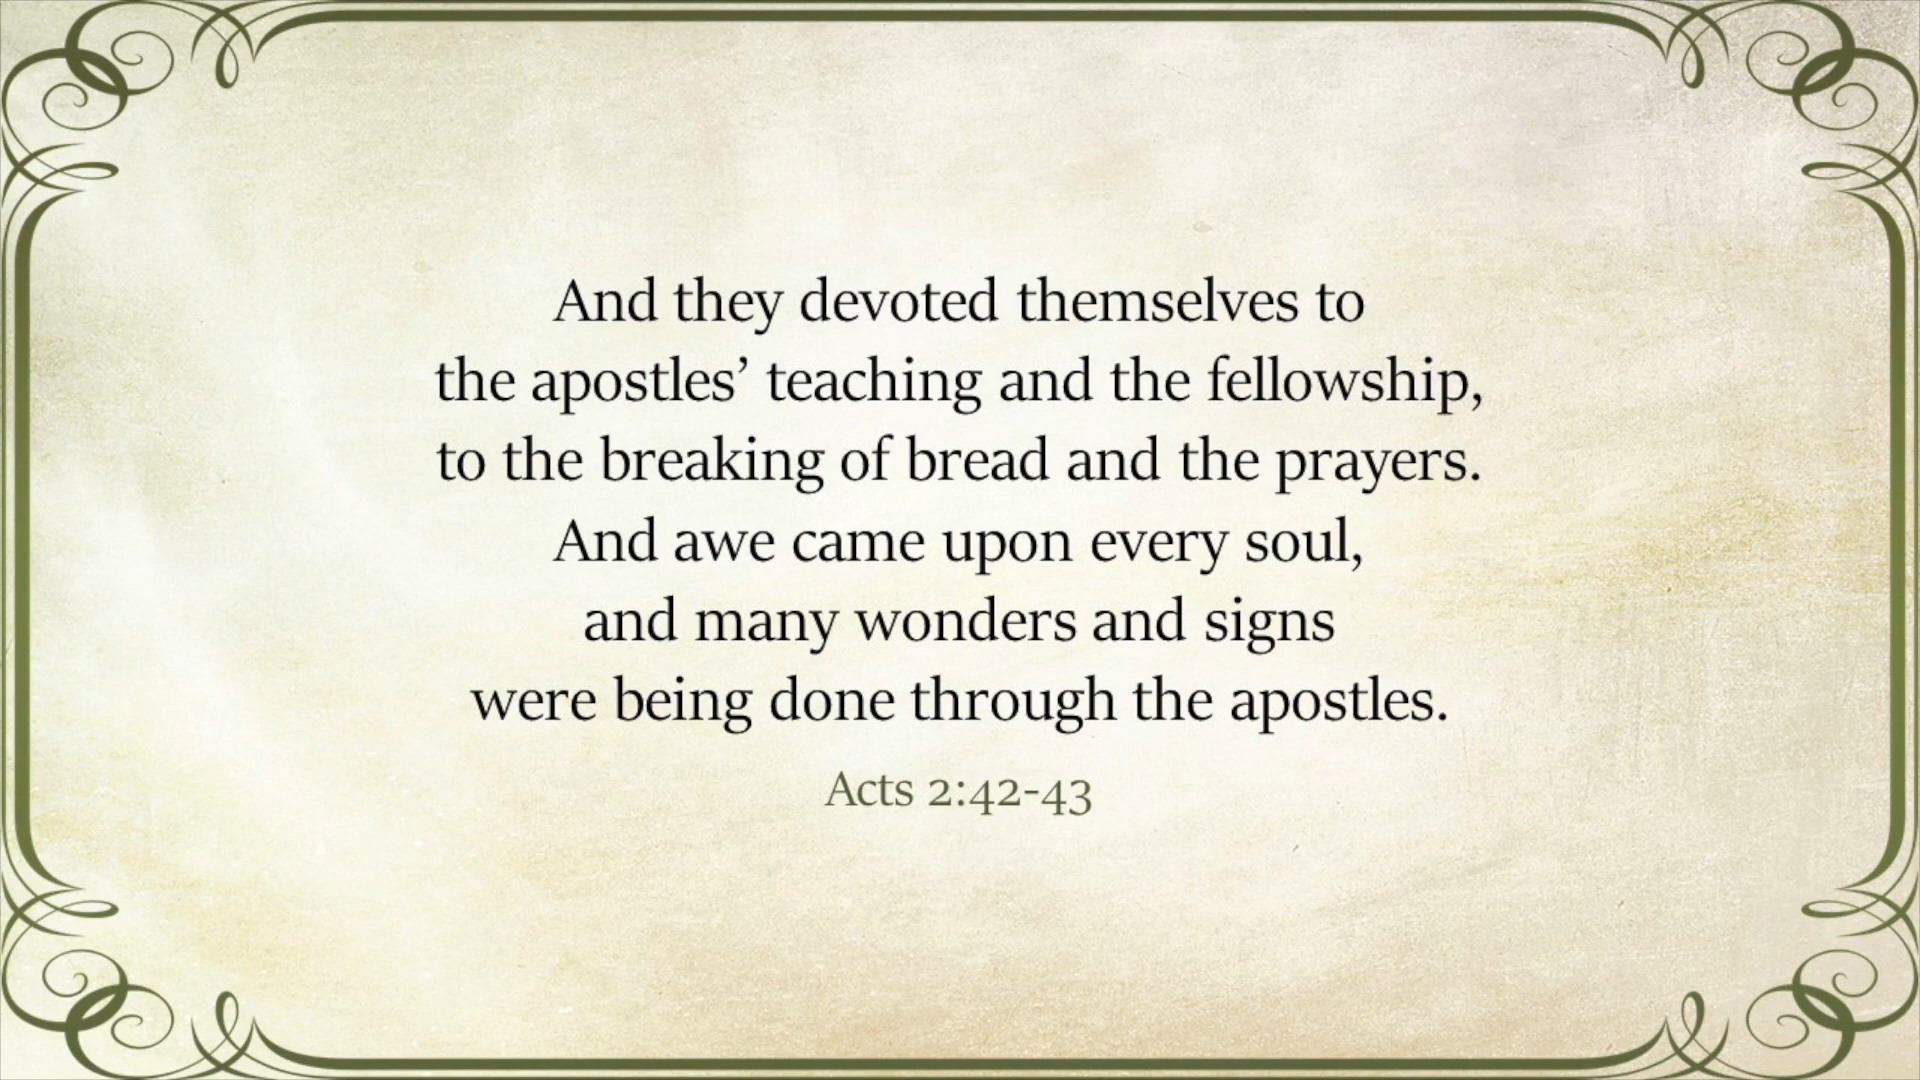 And they devoted themselves to
the apostles’ teaching and the fellowship,
to the breaking of bread and the prayers.
And awe came upon every soul,
and many wonders and signs
were being done through the apostles.
Acts 2:42-43